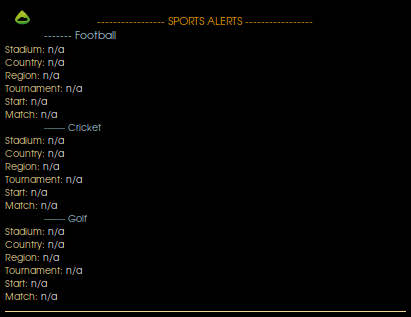 ----------------- SPORTS ALERTS -----------------
------- Football
Stadium: n/a
Country: n/a
Region: n/a
Tournament: n/a
Start: n/a
Match: n/a
------- Cricket
Stadium: n/a
Country: n/a
Region: n/a
Tournament: n/a
Start: n/a
Match: n/a
------- Golf
Stadium: n/a
Country: n/a
Region: n/a
Tournament: n/a
Start: n/a
Match: n/a